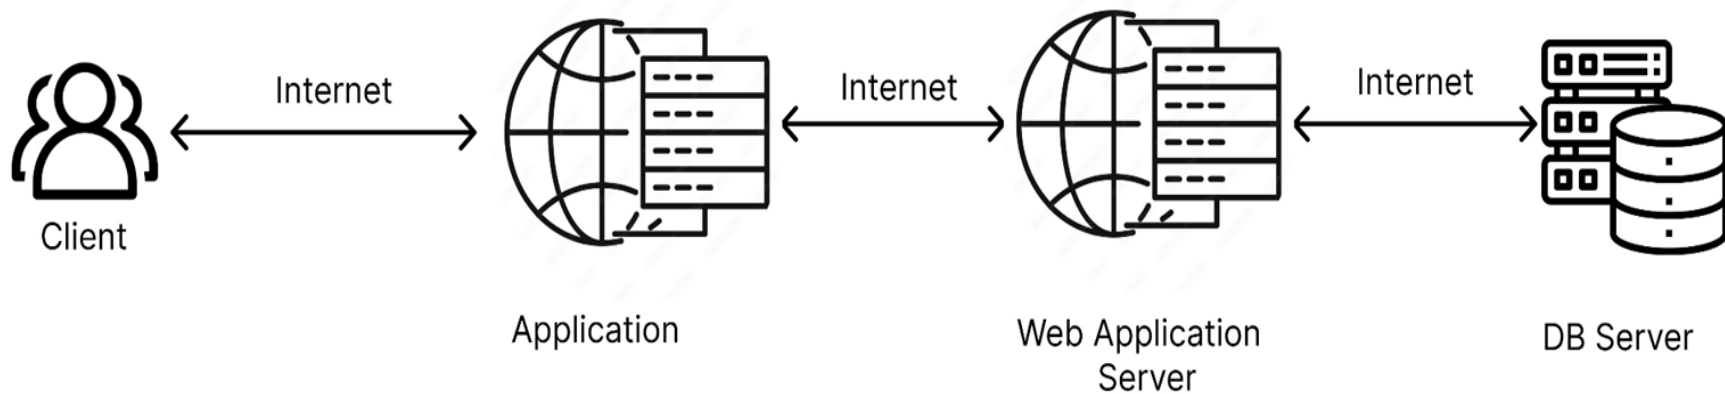 Internet
Internet
Internet
Client
Application
Web Application
Server
DB Server